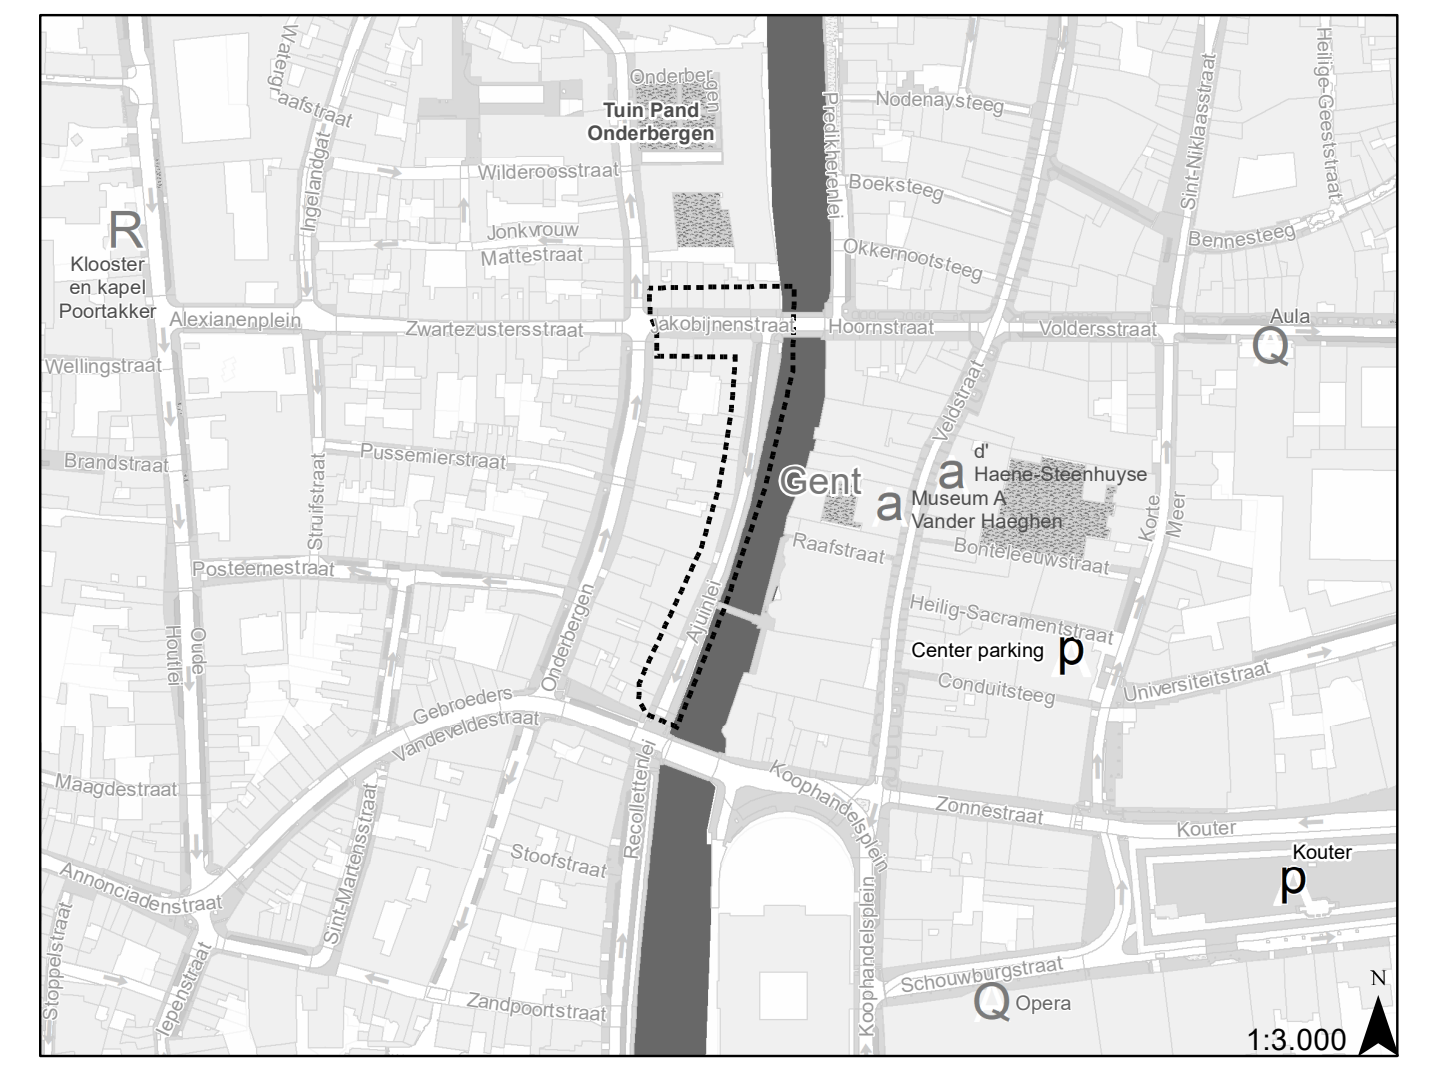 Waterg
raafstraat
Onderber
gen
Tuin Pand
Onderbergen
Nodenaysteeg
Predikherenlei
Sint-Niklaasstraat
Heilige-Geeststraat
Ingelandgat
Wilderoosstraat
Boeksteeg
R
Klooster
en kapel
Poortakker
Jonkvrouw
Mattestraat
Okkernootsteeg
Bennesteeg
Alexianenplein
Zwartezustersstraat
Jakobijnenstraat
Hoornstraat
Voldersstraat
Aula
Q
Wellingstraat
Veldstraat
Brandstraat
Pussemierstraat
Struifstraat
Gent
a
d'
Haene-Steenhuyse
a
Museum A
Vander Haeghen
Korte
Meer
Raafstraat
Bonteleeuwstraat
Posteernestraat
Ajuinlei
Onderbergen
Heilig-Sacramentstraat
Center parking
p
Oude
Houtlei
Conduitsteeg
Universiteitstraat
Gebroeders
Vandeveldestraat
Recollettenlei
Koophandelsplein
Maagdestraat
Zonnestraat
Kouter
Sint-Martensstraat
Stoofstraat
Kouter
p
Annonciadenstraat
Koophandelsplein
Stoppelstraat
Iepenstraat
Zandpoortstraat
Schouwburgstraat
Q
Opera
N
1:3.000